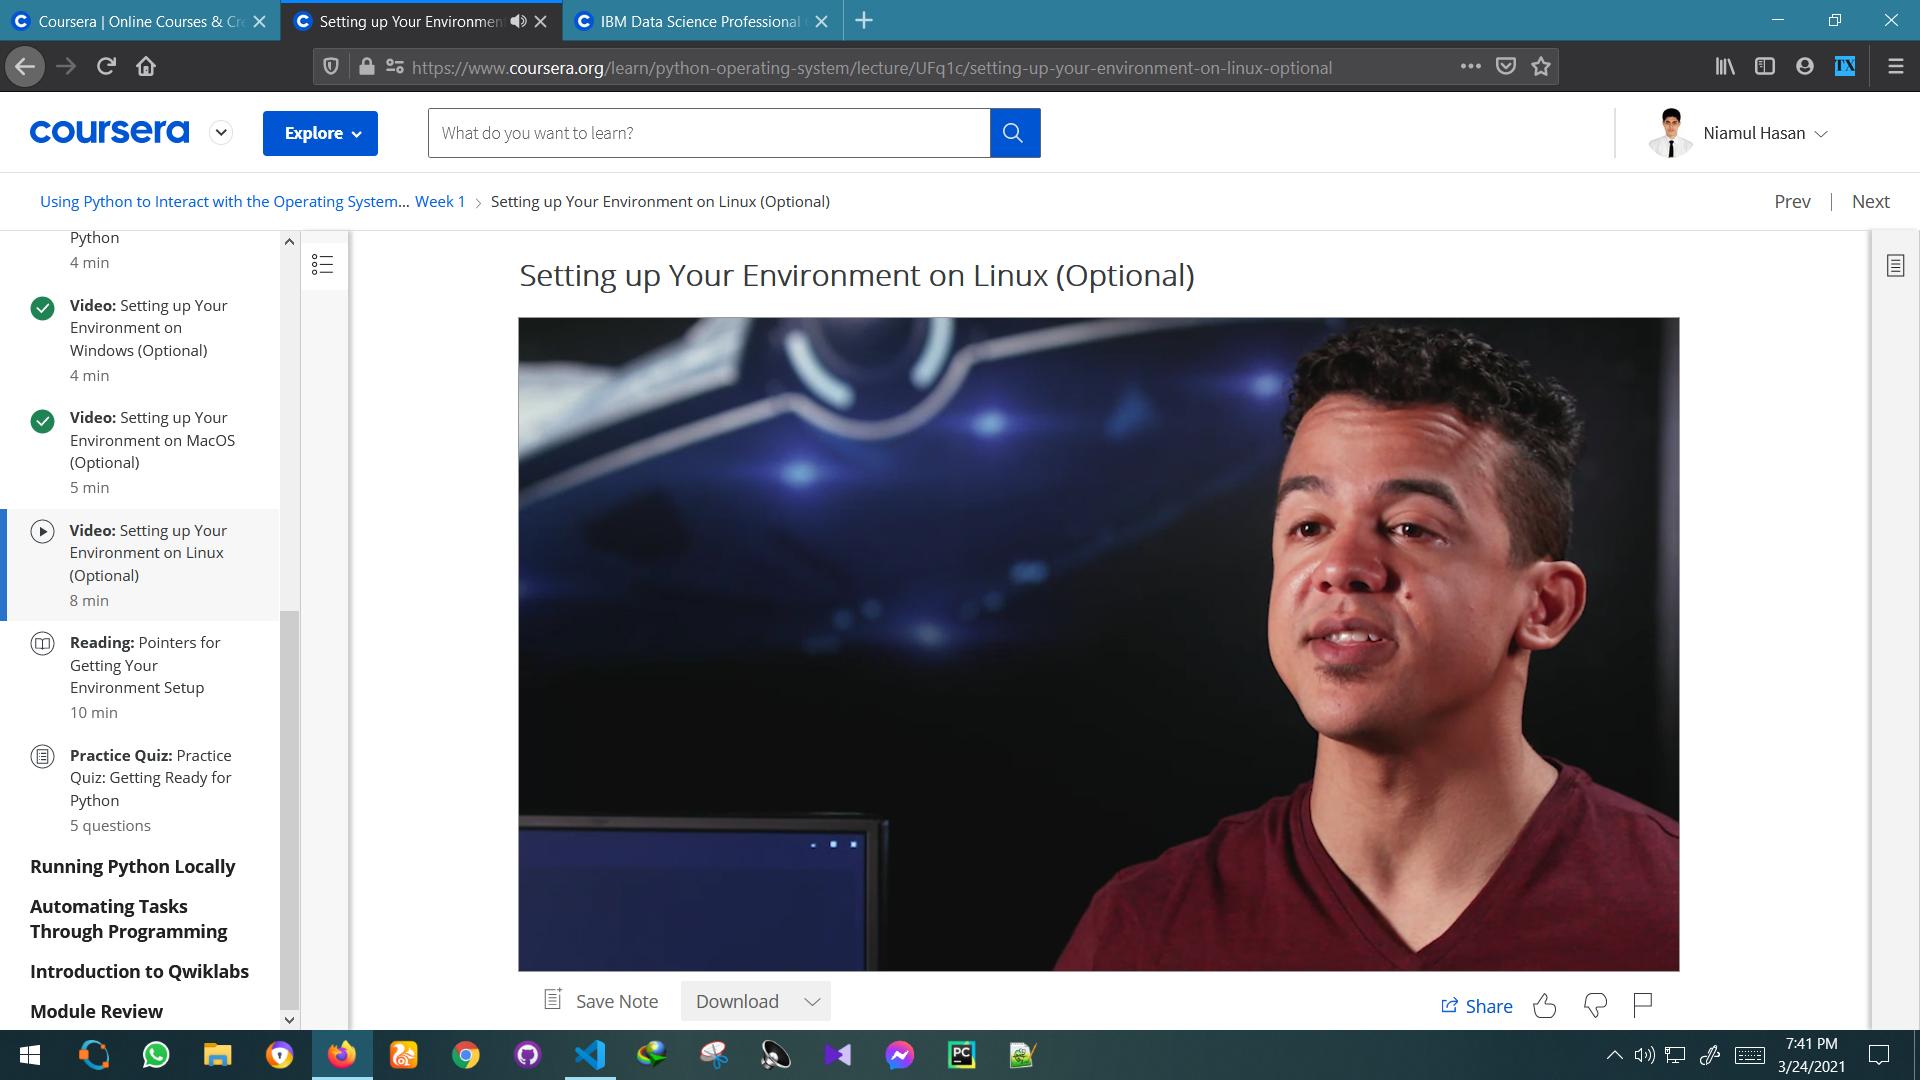 Coursera | Online Courses & Cre
Setting up Your Environment
IBM Data Science Professional
https://www.coursera.org/learn/python-operating-system/lecture/UFq1c/setting-up-your-environment-on-linux-optional
TX
coursera
Explore
What do you want to learn?
Niamul Hasan
Using Python to Interact with the Operating System... Week 1 > Setting up Your Environment on Linux (Optional)
Prev | Next
Python
4 min
Video: Setting up Your
Environment on
Windows (Optional)
4 min
Video: Setting up Your
Environment on MacOS
(Optional)
5 min
Video: Setting up Your
Environment on Linux
(Optional)
8 min
Reading: Pointers for
Getting Your
Environment Setup
10 min
Practice Quiz: Practice
Quiz: Getting Ready for
Python
5 questions
Running Python Locally
Automating Tasks
Through Programming
Introduction to Qwiklabs
Module Review
Setting up Your Environment on Linux (Optional)
Save Note
Download
Share
PC
7:41 PM
3/24/2021